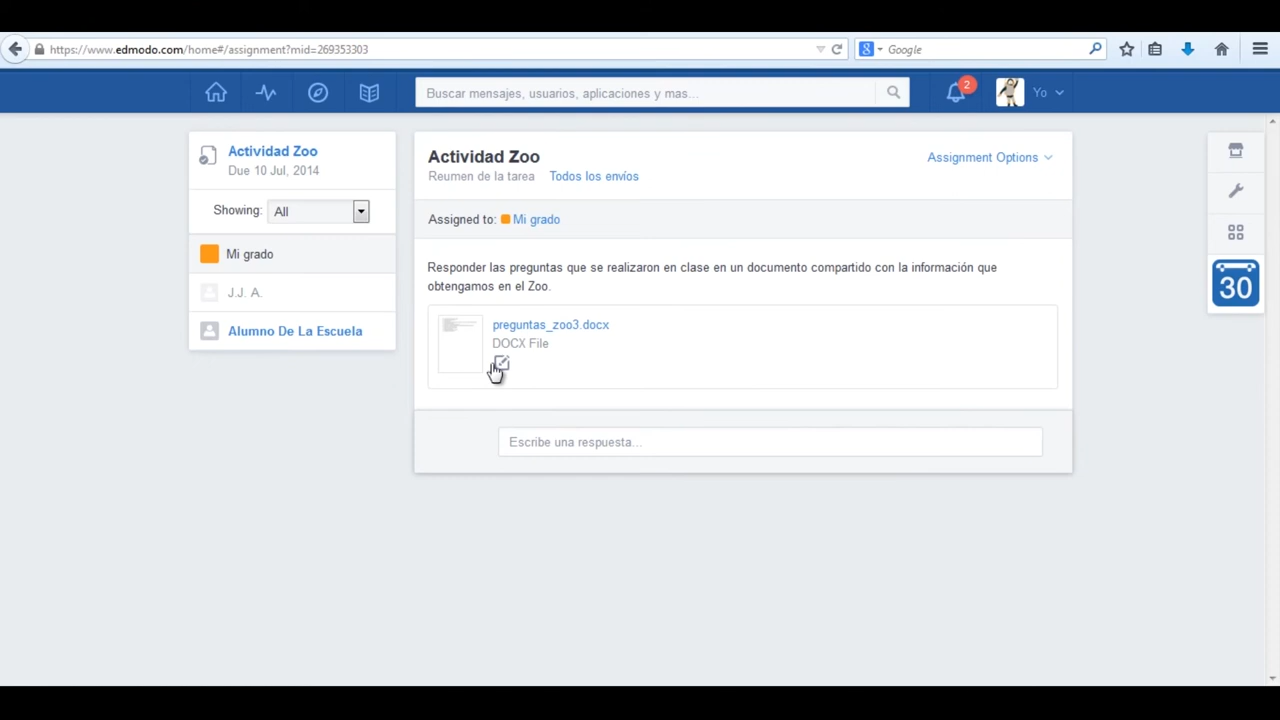 https://www.edmodo.com/home#/assignment?mid=269353303
Google
Buscar mensajes, usuarios, aplicaciones y mas...
2
Yo
Actividad Zoo
Due 10 Jul, 2014
Showing: All
Mi grado
J.J. A.
Alumno De La Escuela
Actividad Zoo
Assignment Options
Reumen de la tarea Todos los envíos
Assigned to: Mi grado
Responder las preguntas que se realizaron en clase en un documento compartido con la información que
obtengamos en el Zoo.
preguntas_zoo3.docx
DOCX File
Escribe una respuesta...
30